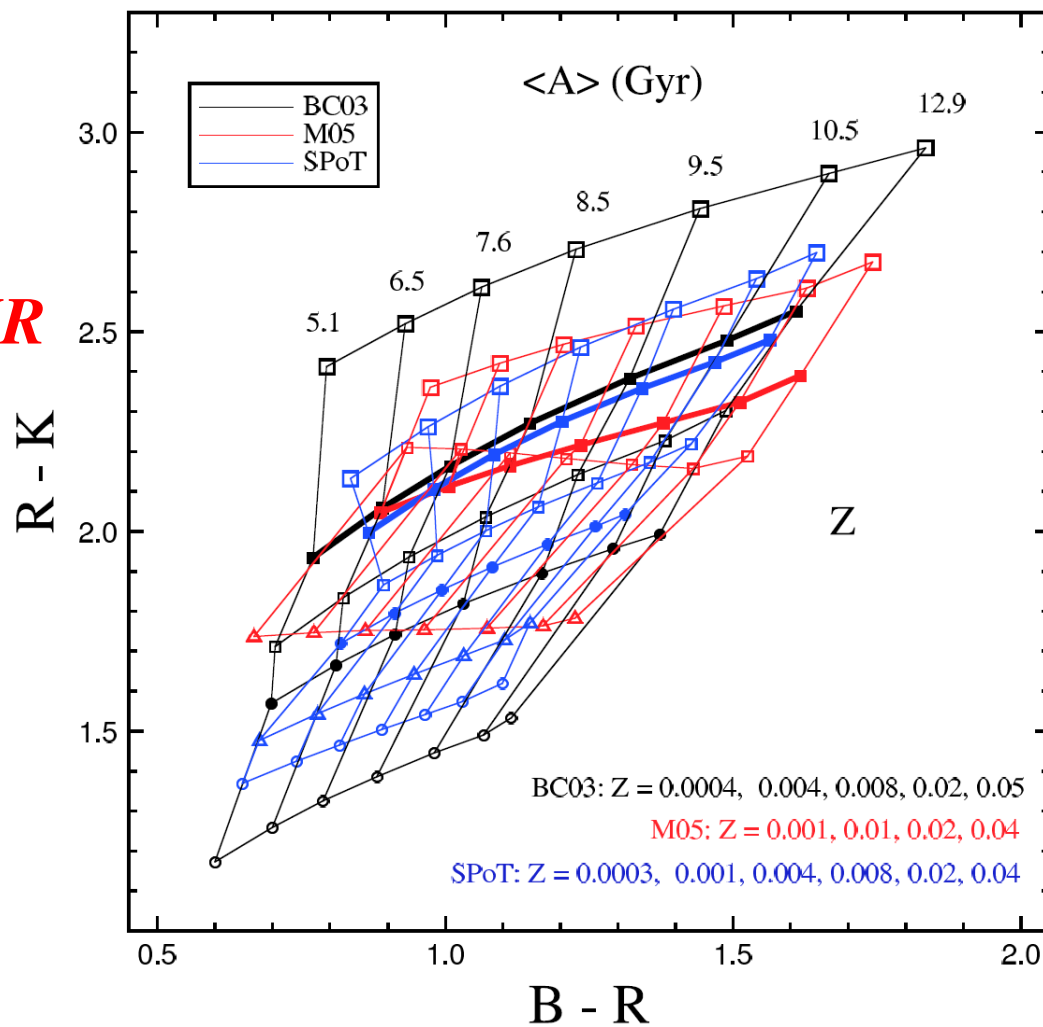 <A> (Gyr)
BC03
M05
SPoT
12.9
10.5
9.5
8.5
7.6
6.5
5.1
3.0
2.5
2.0
1.5
R - K
Z
BC03: Z = 0.0004, 0.004, 0.008, 0.02, 0.05
M05: Z = 0.001, 0.01, 0.02, 0.04
SPoT: Z = 0.0003, 0.001, 0.004, 0.008, 0.02, 0.04
0.5 1.0 1.5 2.0
B - R